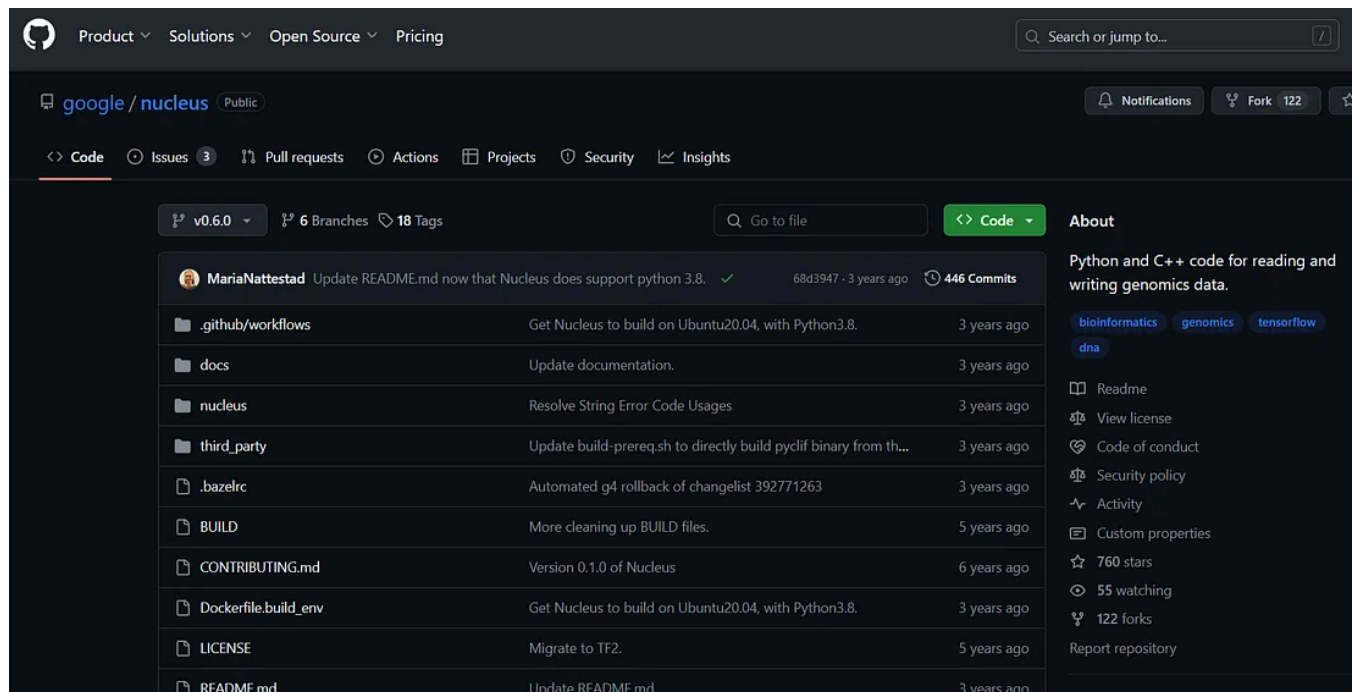 Product Solutions Open Source Pricing Search or jump to... /
google / nucleus Public Notifications Fork 122
Code Issues 3 Pull requests Actions Projects Security Insights
v0.6.0 6 Branches 18 Tags Go to file Code
MariaNattestad Update README.md now that Nucleus does support python 3.8. 68d3947 · 3 years ago 446 Commits
.github/workflows Get Nucleus to build on Ubuntu20.04, with Python3.8. 3 years ago
docs Update documentation. 3 years ago
nucleus Resolve String Error Code Usages 3 years ago
third_party Update build-prereq.sh to directly build pyclif binary from th... 3 years ago
.bazelrc Automated g4 rollback of changelist 392771263 3 years ago
BUILD More cleaning up BUILD files. 5 years ago
CONTRIBUTING.md Version 0.1.0 of Nucleus 6 years ago
Dockerfile.build_env Get Nucleus to build on Ubuntu20.04, with Python3.8. 3 years ago
LICENSE Migrate to TF2. 5 years ago
README.md Update README.md 3 years ago
About
Python and C++ code for reading and
writing genomics data.
bioinformatics genomics tensorflow
dna
Readme
View license
Code of conduct
Security policy
Activity
Custom properties
760 stars
55 watching
122 forks
Report repository